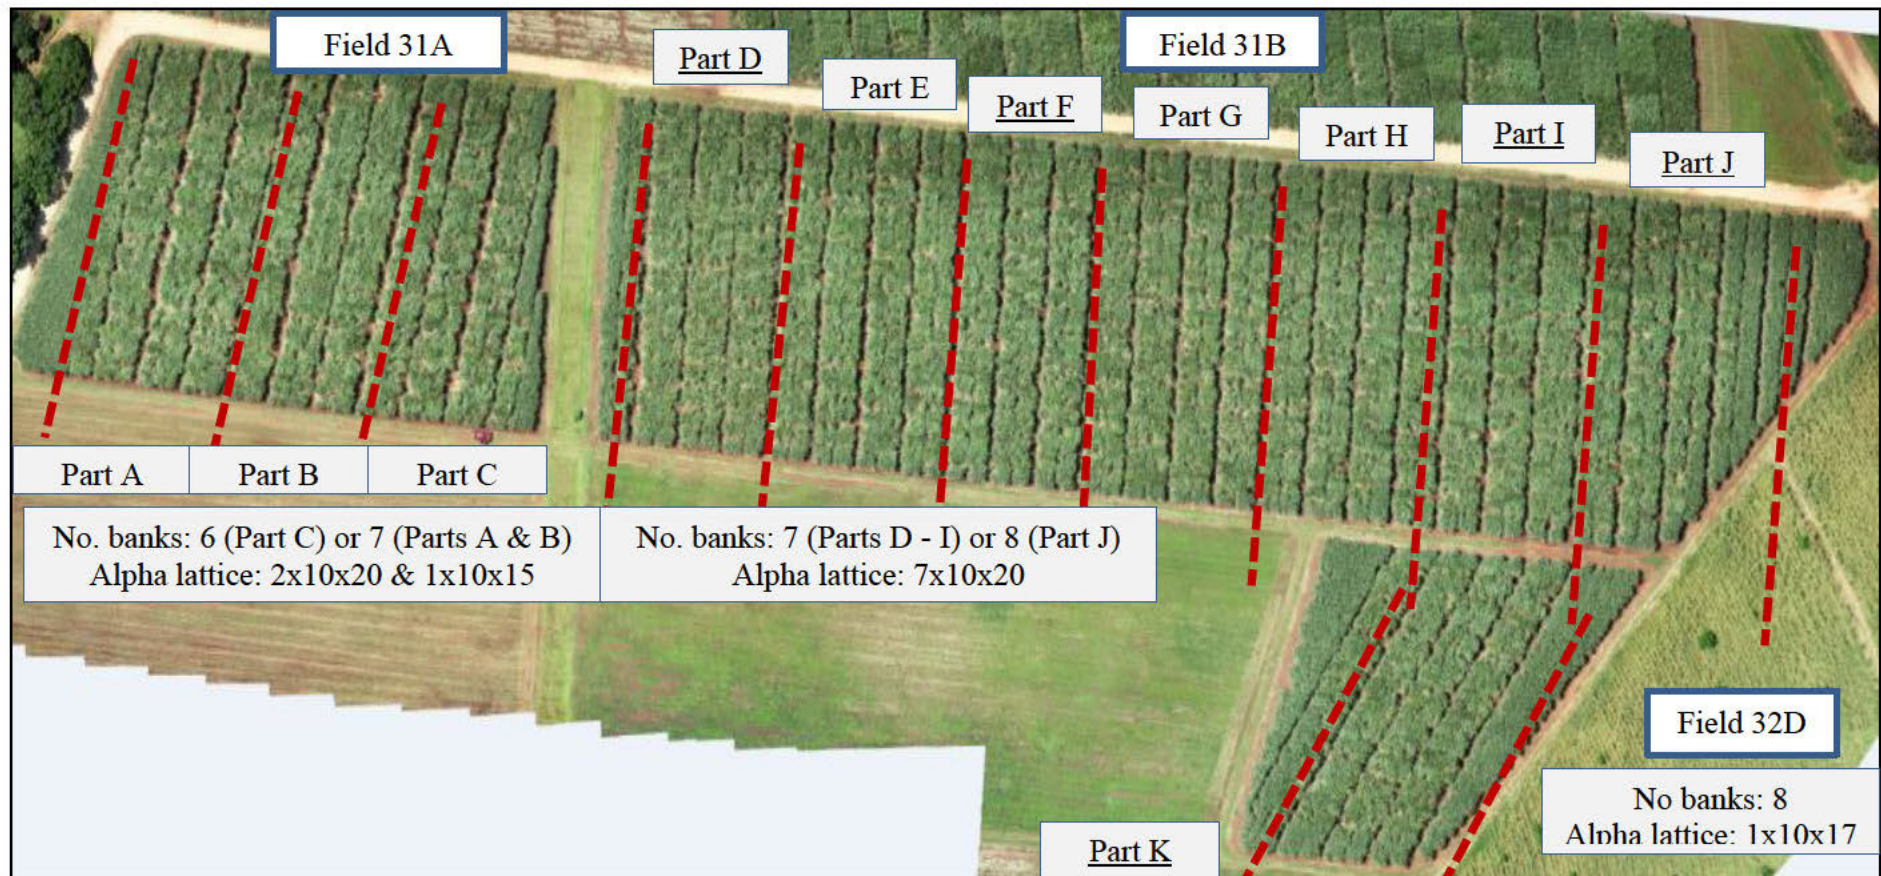 Field 31A
Field 31B
Part D
Part E
Part F
Part G
Part H
Part I
Part J
Part A
Part B
Part C
No. banks: 6 (Part C) or 7 (Parts A & B)
Alpha lattice: 2x10x20 & 1x10x15
No. banks: 7 (Parts D - I) or 8 (Part J)
Alpha lattice: 7x10x20
Field 32D
No banks: 8
Alpha lattice: 1x10x17
Part K